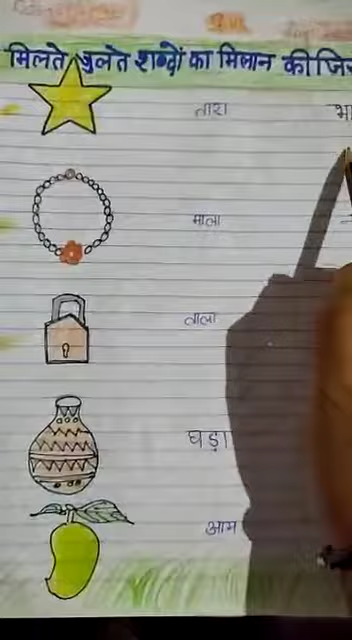 मिलते जुलते शब्दों का मिलान कीजि
तारा भा
माला
ताला
घड़ा
आम